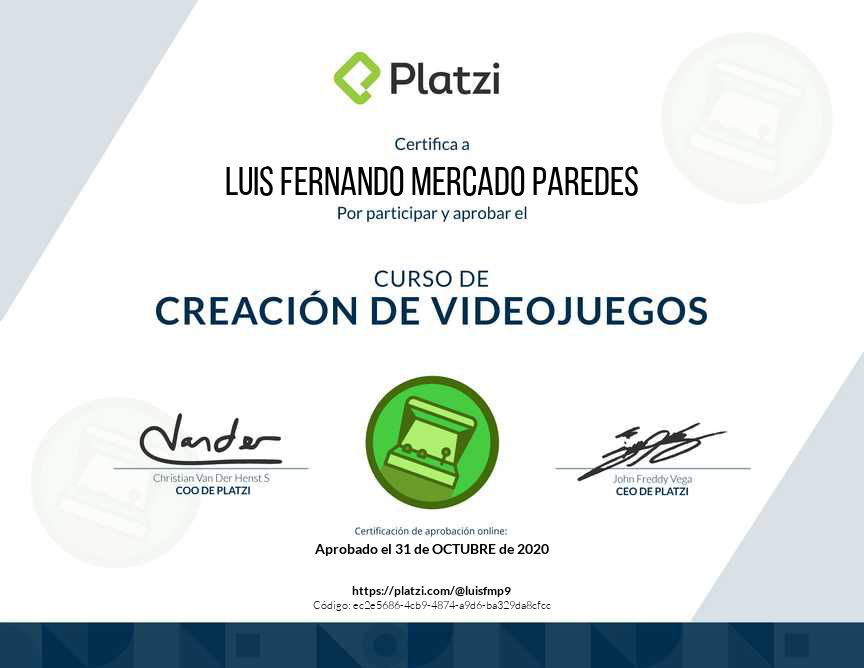 Platzi
Certifica a
LUIS FERNANDO MERCADO PAREDES
Por participar y aprobar el
CURSO DE
CREACIÓN DE VIDEOJUEGOS
Vander
Christian Van Der Henst S
COO DE PLATZI
John Freddy Vega
CEO DE PLATZI
Certificación de aprobación online:
Aprobado el 31 de OCTUBRE de 2020
https://platzi.com/@luisfmp9
Código: ec2e5686-4cb9-4874-a9d6-ba329da8cfcc